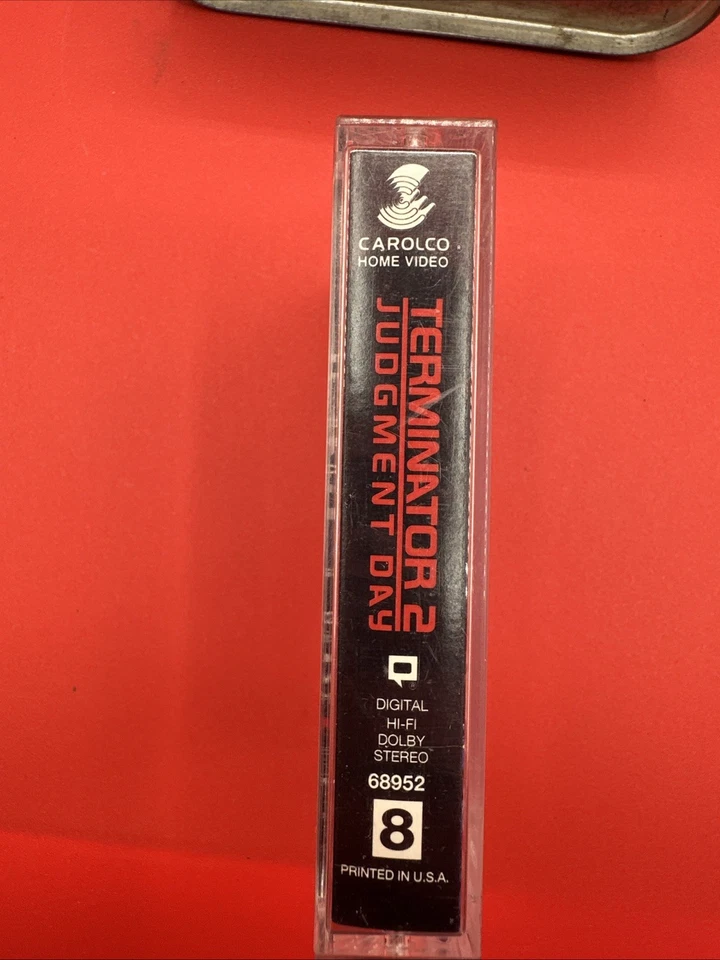 CAROLCO
HOME VIDEO
TERMINATOR 2
JUDGMENT DAY
DIGITAL
HI-FI
DOLBY
STEREO
68952
8
PRINTED IN U.S.A.